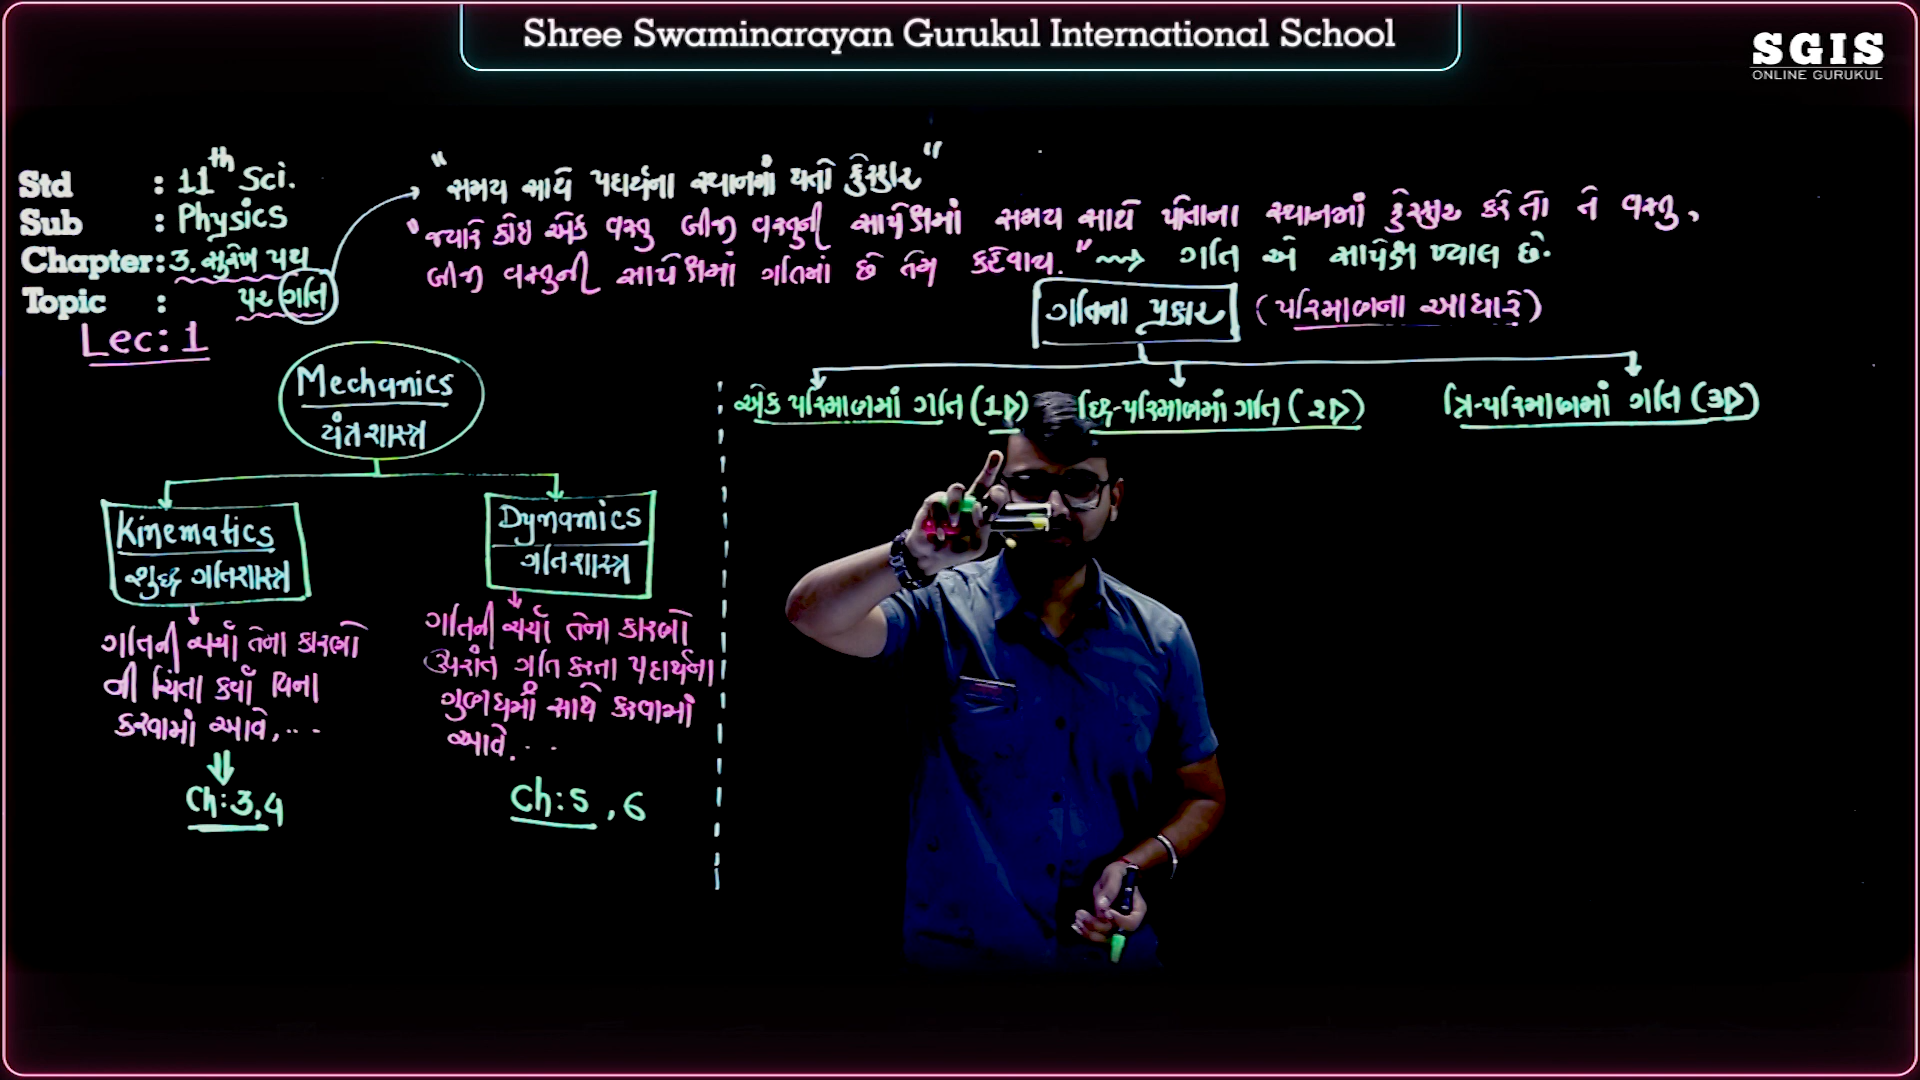 Shree Swaminarayan Gurukul International School
SGIS
ONLINE GURUKUL
Std : 11th Sci.
Sub : Physics
Chapter: 3. સુરેખ પથ
Topic : પર ગતિ
Lec: 1
"સમય સાથે પદાર્થના સ્થાનમાં થતો ફેરફાર"
"જ્યારે કોઇ એક વસ્તુ બીજી વસ્તુની સાપેક્ષમાં સમય સાથે પોતાના સ્થાનમાં ફેરફાર કરે તો તે વસ્તુ,
બીજી વસ્તુની સાપેક્ષમાં ગતિમાં છે તેમ કહેવાય." ⇝ ગતિ એ સાપેક્ષ ખ્યાલ છે.
ગતિના પ્રકાર (પરિમાણના આધારે)
એક પરિમાણમાં ગતિ (1D) દ્વિ-પરિમાણમાં ગતિ (2D) ત્રિ-પરિમાણમાં ગતિ (3D)
Mechanics
યંત્રશાસ્ત્ર
Kinematics
શુદ્ધ ગતિશાસ્ત્ર
ગતિની ચર્ચા તેના કારણો
ની ચિંતા કર્યા વિના
કરવામાં આવે,...
Ch: 3,4
Dynamics
ગતિશાસ્ત્ર
ગતિની ચર્ચા તેના કારણો
ઉપરાંત ગતિ કરતા પદાર્થના
ગુણધર્મો સાથે કરવામાં
આવે. ..
Ch: 5 , 6